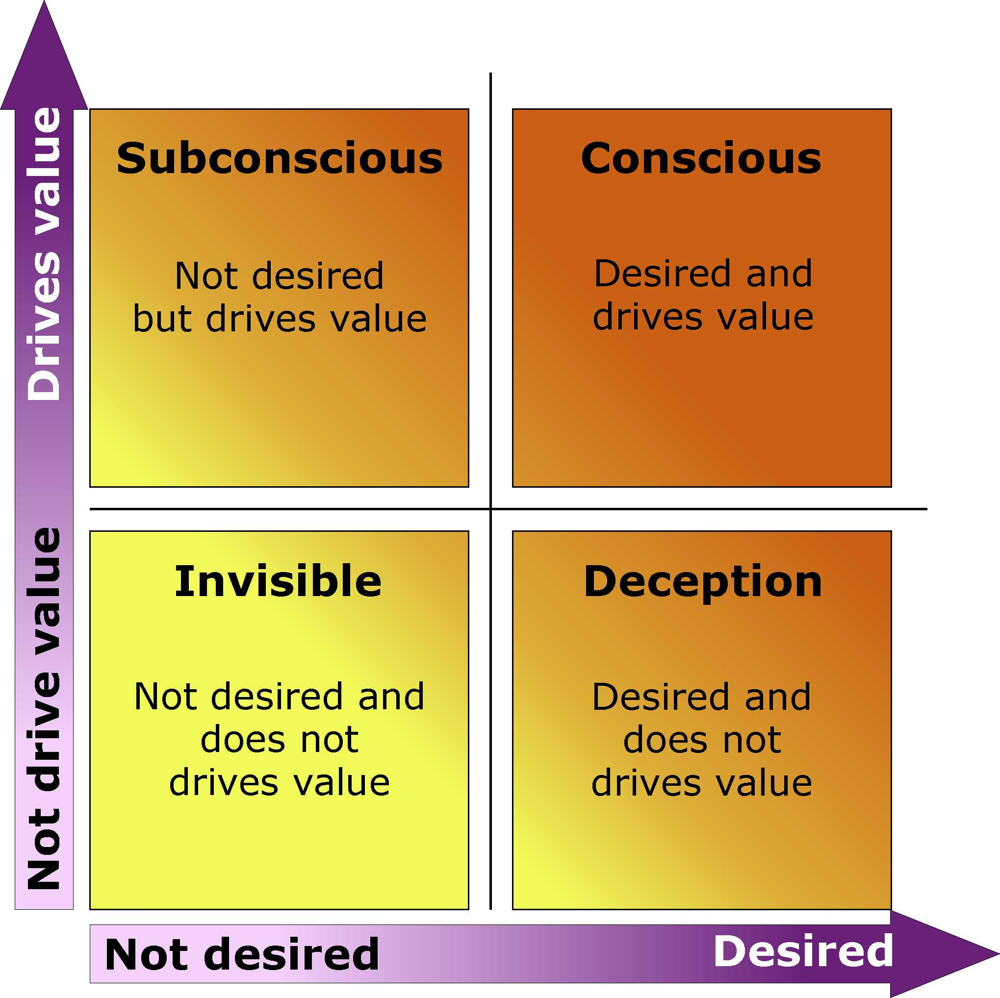 Drives value
Not drive value
Subconscious
Not desired
but drives value
Conscious
Desired and
drives value
Invisible
Not desired and
does not
drives value
Deception
Desired and
does not
drives value
Not desired
Desired